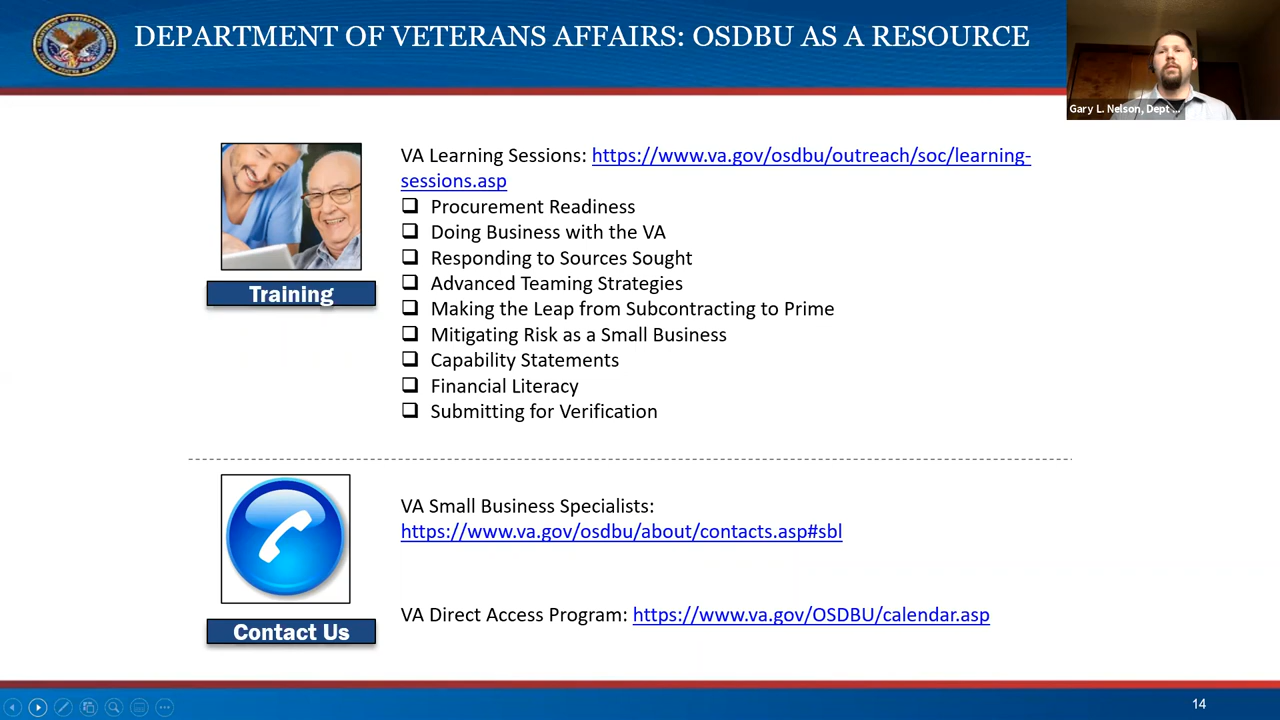 DEPARTMENT OF VETERANS AFFAIRS: OSDBU AS A RESOURCE
Gary L. Nelson, Dept ...
VA Learning Sessions: https://www.va.gov/osdbu/outreach/soc/learning-
sessions.asp
Procurement Readiness
Doing Business with the VA
Responding to Sources Sought
Advanced Teaming Strategies
Making the Leap from Subcontracting to Prime
Mitigating Risk as a Small Business
Capability Statements
Financial Literacy
Submitting for Verification
Training
VA Small Business Specialists:
https://www.va.gov/osdbu/about/contacts.asp#sbl
VA Direct Access Program: https://www.va.gov/OSDBU/calendar.asp
Contact Us
14